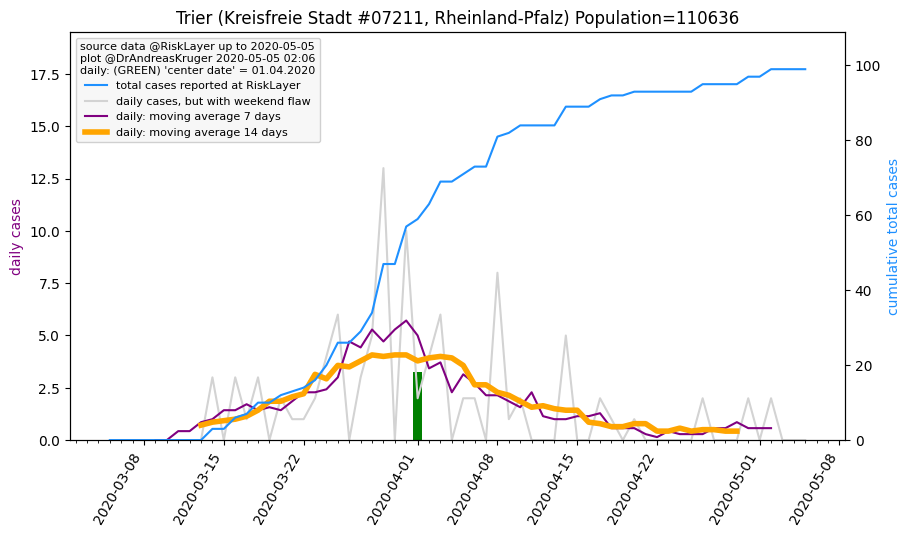 Trier (Kreisfreie Stadt #07211, Rheinland-Pfalz) Population=110636
source data @RiskLayer up to 2020-05-05
plot @DrAndreasKruger 2020-05-05 02:06
daily: (GREEN) 'center date' = 01.04.2020
total cases reported at RiskLayer
daily cases, but with weekend flaw
daily: moving average 7 days
daily: moving average 14 days
daily cases
17.5
15.0
12.5
10.0
7.5
5.0
2.5
0.0
100
80
60
40
20
0
cumulative total cases
2020-03-08
2020-03-15
2020-03-22
2020-04-01
2020-04-08
2020-04-15
2020-04-22
2020-05-01
2020-05-08